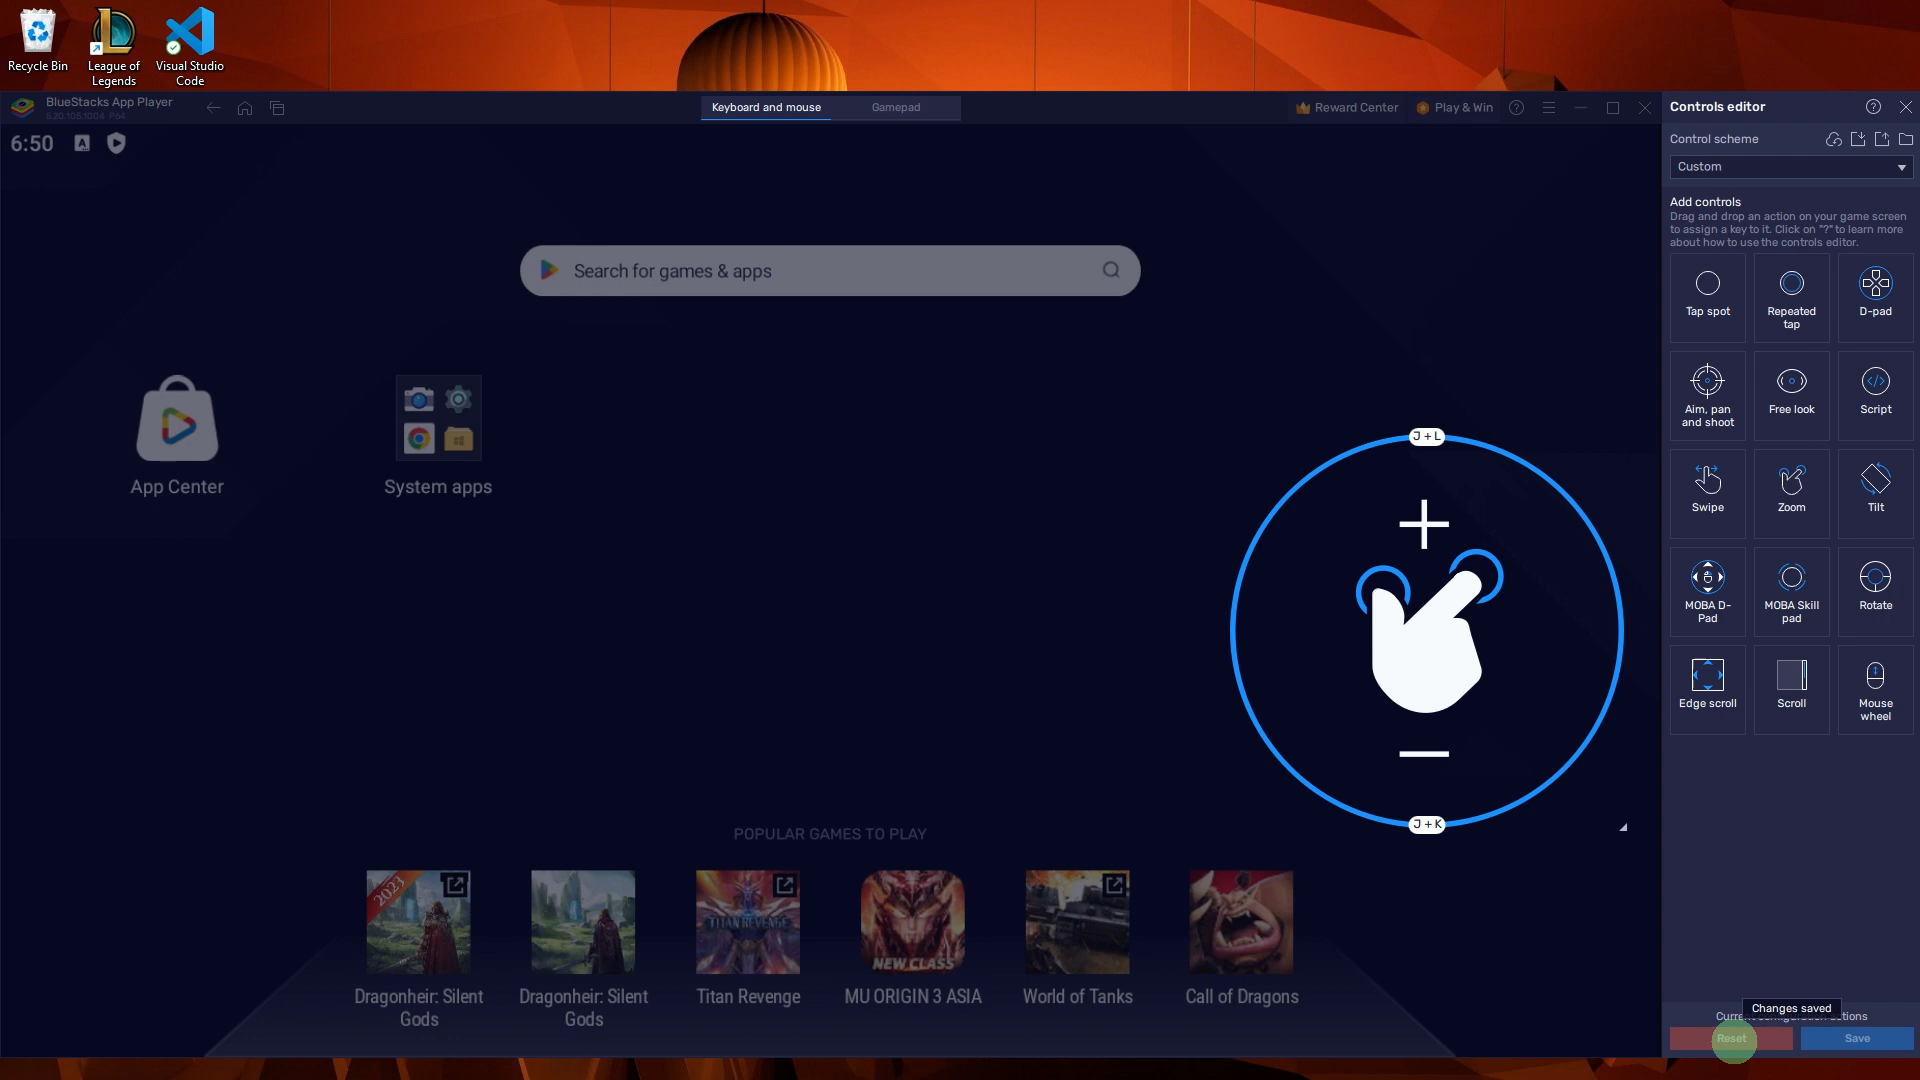 Recycle Bin
League of
Legends
Visual Studio
Code
BlueStacks App Player
5.20.105.1004 P64
Keyboard and mouse
Gamepad
Reward Center
Play & Win
Controls editor
6:50
A
Control scheme
Custom
Search for games & apps
Add controls
Drag and drop an action on your game screen
to assign a key to it. Click on "?" to learn more
about how to use the controls editor.
Tap spot
Repeated
tap
D-pad
Aim, pan
and shoot
Free look
Script
Swipe
Zoom
Tilt
MOBA D-
Pad
MOBA Skill
pad
Rotate
Edge scroll
Scroll
Mouse
wheel
App Center
System apps
J + L
J + K
POPULAR GAMES TO PLAY
2023
TITAN REVENGE
NEW CLASS
Dragonheir: Silent
Gods
Dragonheir: Silent
Gods
Titan Revenge
MU ORIGIN 3 ASIA
World of Tanks
Call of Dragons
Changes saved
Reset
Save